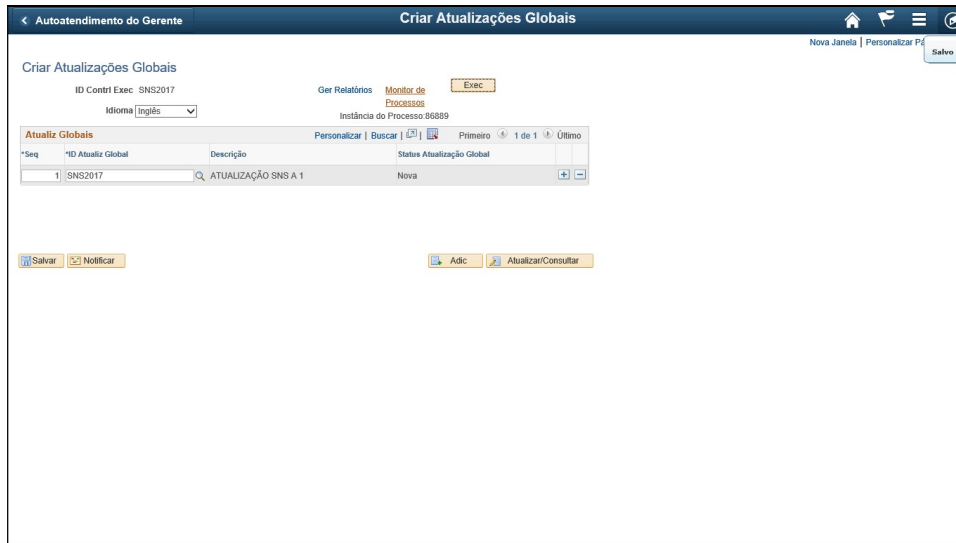 Autoatendimento do Gerente
Criar Atualizações Globais
Nova Janela | Personalizar Pá
Salvo
Criar Atualizações Globais
ID Contrl Exec SNS2017
Ger Relatórios
Monitor de
Processos
Exec
Idioma Inglês
Instância do Processo:86889
Atualiz Globais
Personalizar | Buscar |
Primeiro 1 de 1 Último
*Seq *ID Atualiz Global Descrição Status Atualização Global
1 SNS2017 ATUALIZAÇÃO SNS A 1 Nova
Salvar Notificar Adic Atualizar/Consultar